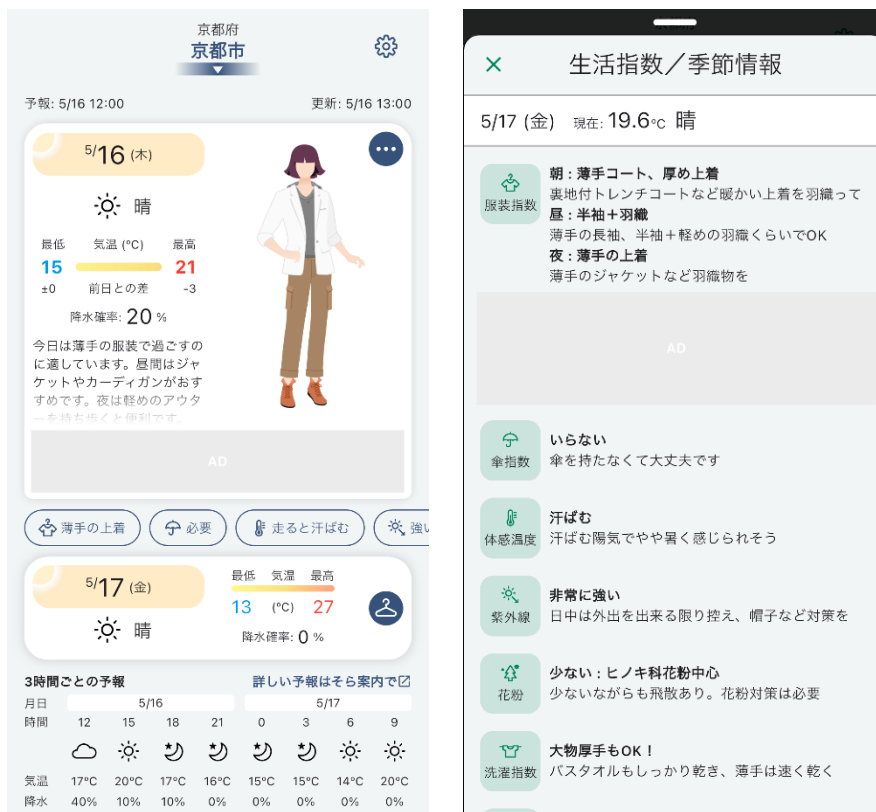 京都府
京都市
予報: 5/16 12:00
更新: 5/16 13:00
5/16 (木)
晴
最低 気温 (°C) 最高
15 21
±0 前日との差 -3
降水確率: 20 %
今日は薄手の服装で過ごすの
に適しています。昼間はジャ
ケットやカーディガンがおす
すめです。夜は軽めのアウタ
ーを持ち歩くと便利です。
AD
薄手の上着 必要 走ると汗ばむ 強い
5/17 (金)
晴
最低 気温 最高
13 (°C) 27
降水確率: 0 %
3時間ごとの予報 詳しい予報はそら案内で
月日 5/16 5/17
時間 12 15 18 21 0 3 6 9
気温 17°C 20°C 17°C 16°C 15°C 15°C 14°C 20°C
降水 40% 10% 10% 0% 0% 0% 0% 0%
× 生活指数／季節情報
5/17 (金) 現在: 19.6°C 晴
服装指数
朝 : 薄手コート、厚め上着
裏地付トレンチコートなど暖かい上着を羽織って
昼 : 半袖＋羽織
薄手の長袖、半袖＋軽めの羽織くらいでOK
夜 : 薄手の上着
薄手のジャケットなど羽織物を
AD
傘指数
いらない
傘を持たなくて大丈夫です
体感温度
汗ばむ
汗ばむ陽気でやや暑く感じられそう
紫外線
非常に強い
日中は外出を出来る限り控え、帽子など対策を
花粉
少ない : ヒノキ科花粉中心
少ないながらも飛散あり。花粉対策は必要
洗濯指数
大物厚手もOK！
バスタオルもしっかり乾き、薄手は速く乾く